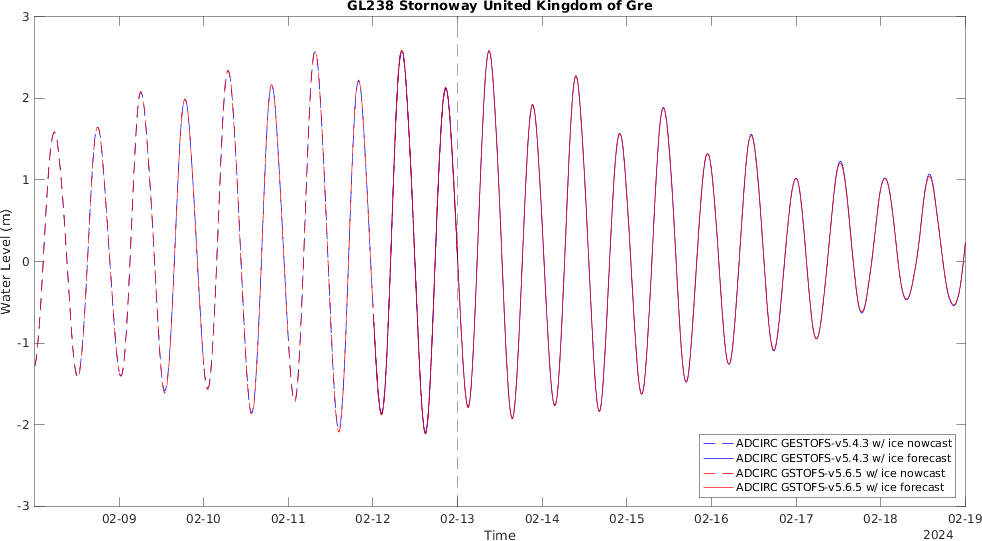 GL238 Stornoway United Kingdom of Gre
3
2
1
0
-1
-2
-3
Water Level (m)
ADCIRC GESTOFS-v5.4.3 w/ ice nowcast
ADCIRC GESTOFS-v5.4.3 w/ ice forecast
ADCIRC GSTOFS-v5.6.5 w/ ice nowcast
ADCIRC GSTOFS-v5.6.5 w/ ice forecast
02-09 02-10 02-11 02-12 02-13 02-14 02-15 02-16 02-17 02-18 02-19
Time
2024